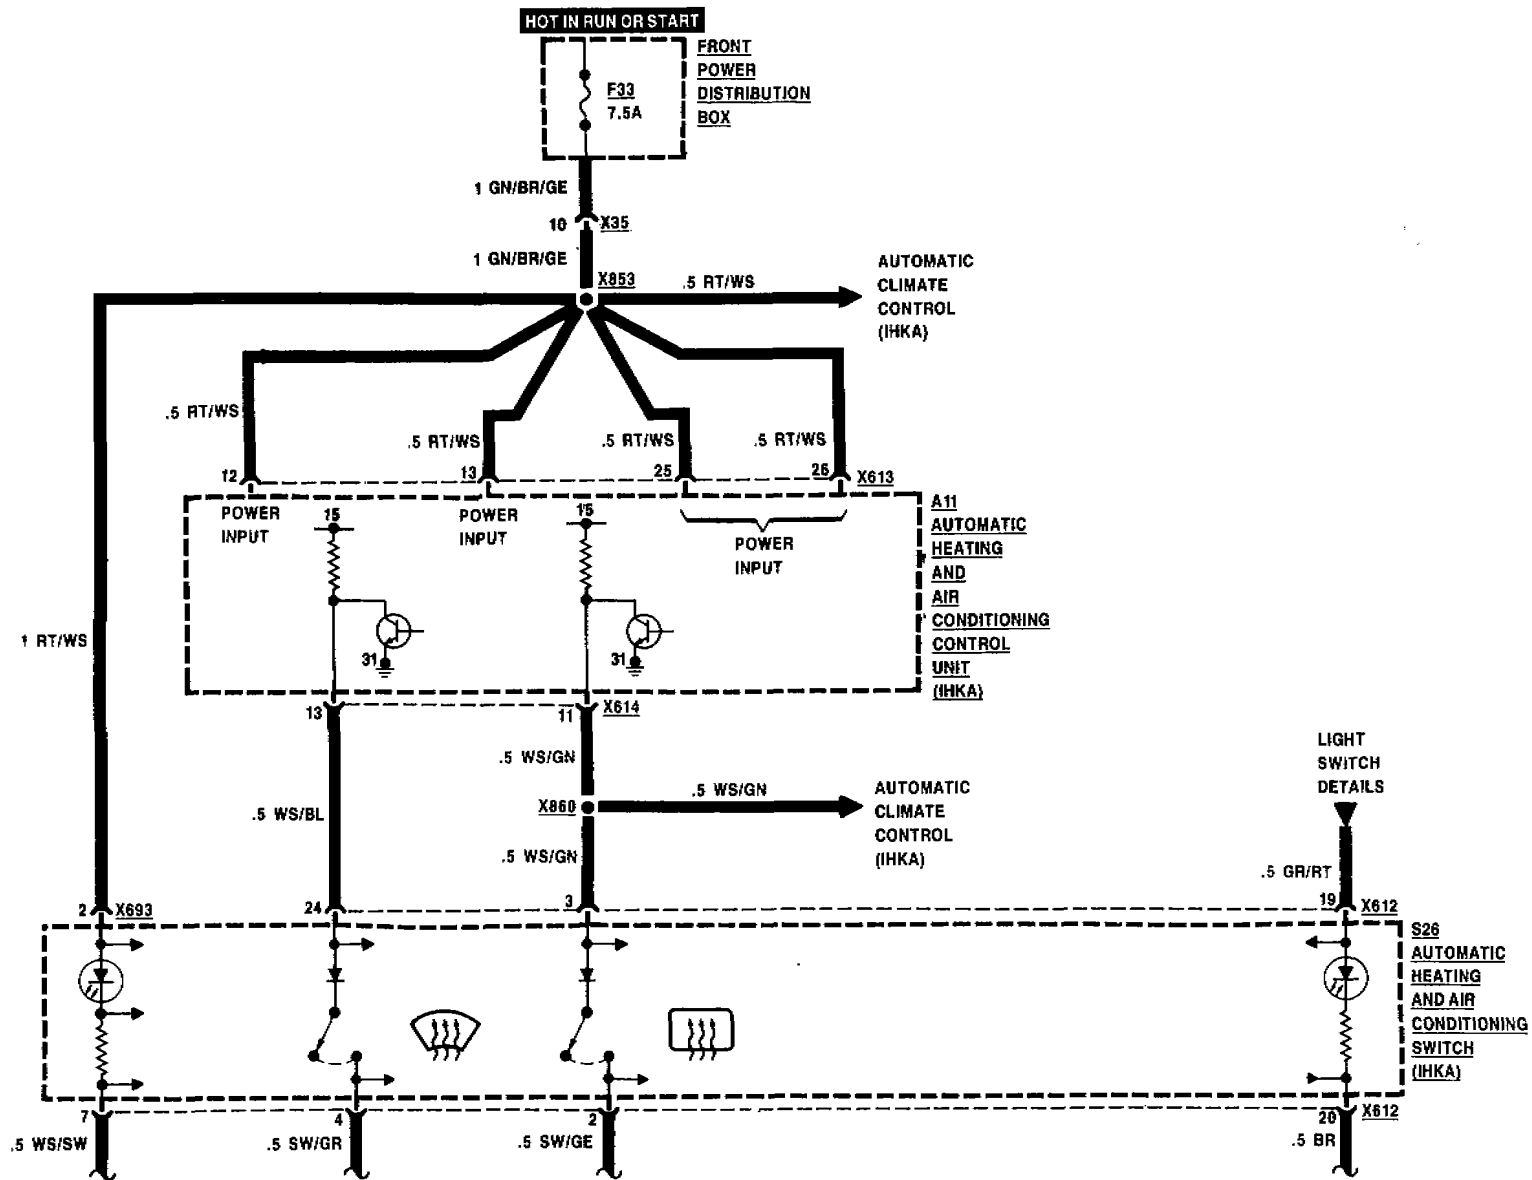 HOT IN RUN OR START
FRONT
POWER
DISTRIBUTION
BOX
F33
7.5A
1 GN/BR/GE
10
X35
1 GN/BR/GE
X853
.5 RT/WS
AUTOMATIC
CLIMATE
CONTROL
(IHKA)
.5 RT/WS
.5 RT/WS
.5 RT/WS
.5 RT/WS
12
13
25
26
X613
POWER
INPUT
15
POWER
INPUT
15
POWER
INPUT
A11
AUTOMATIC
HEATING
AND
AIR
CONDITIONING
CONTROL
UNIT
(IHKA)
1 RT/WS
31
31
13
11
X614
.5 WS/GN
.5 WS/BL
X860
.5 WS/GN
AUTOMATIC
CLIMATE
CONTROL
(IHKA)
.5 WS/GN
LIGHT
SWITCH
DETAILS
.5 GR/RT
2
X693
24
3
19
X612
S26
AUTOMATIC
HEATING
AND AIR
CONDITIONING
SWITCH
(IHKA)
7
4
2
20
X612
.5 WS/SW
.5 SW/GR
.5 SW/GE
.5 BR